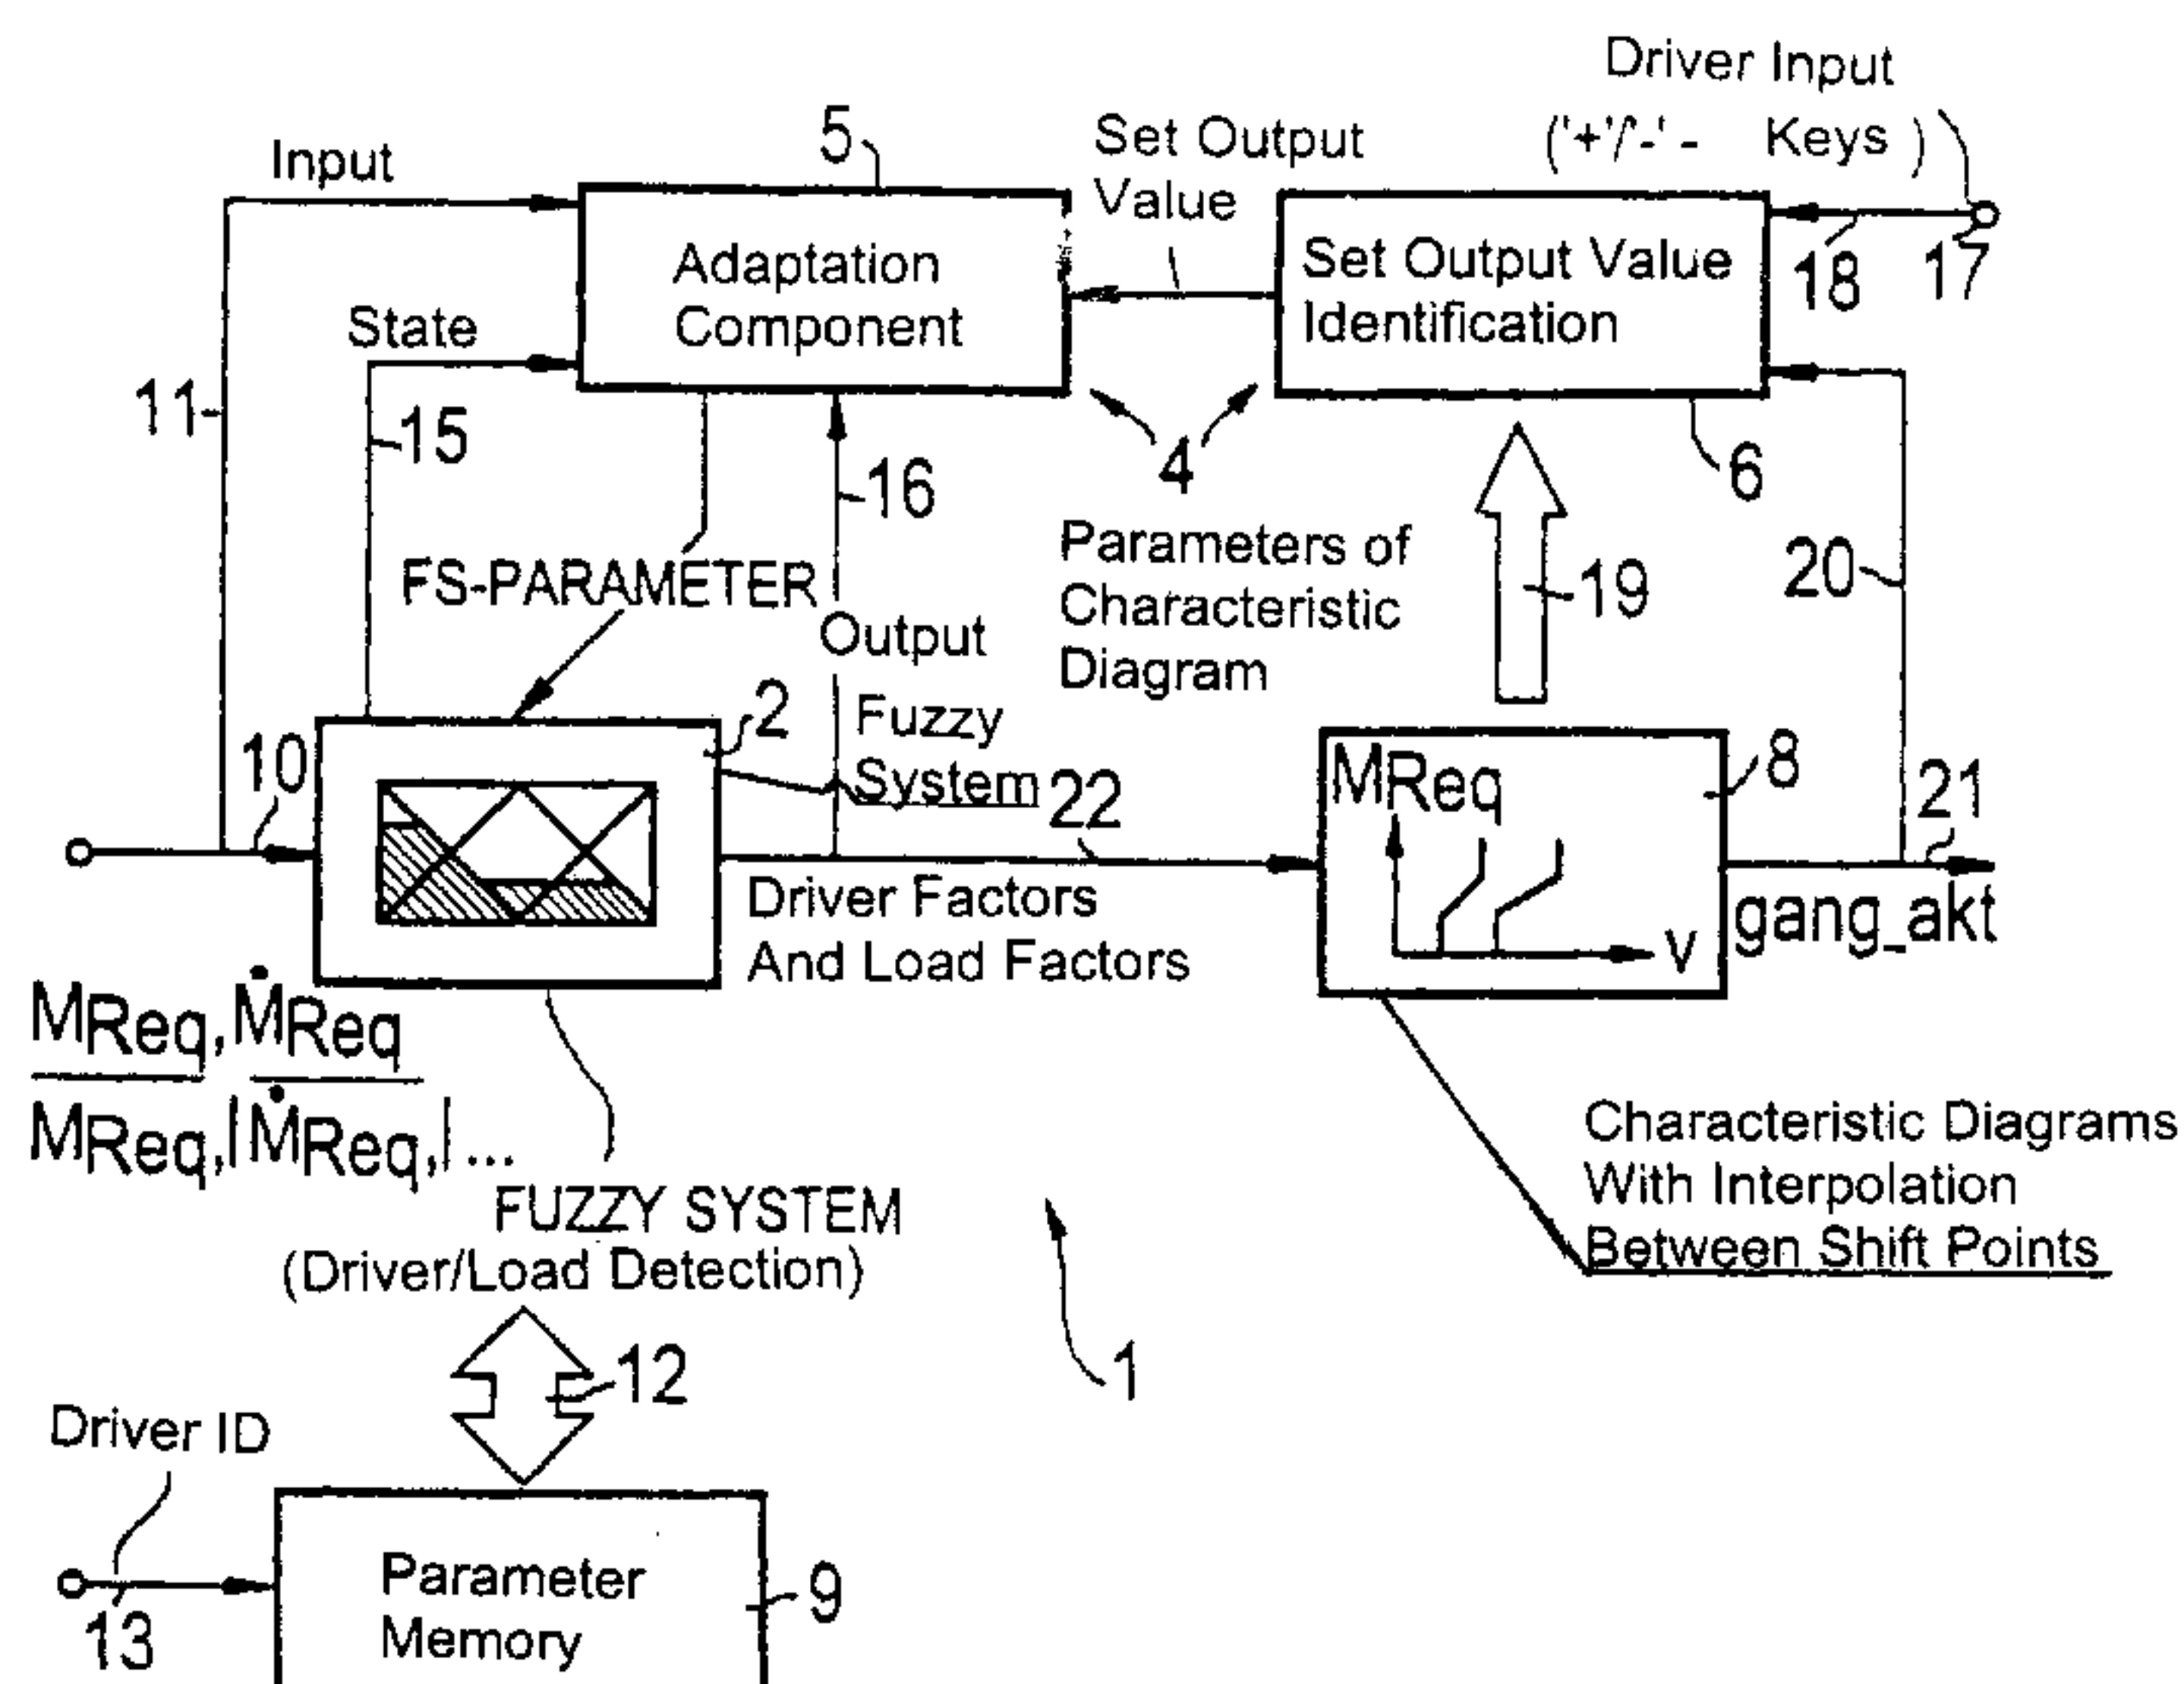 Driver Input
('+'/'-' - Keys )
5
Set Output
Value
Input
Adaptation
Component
Set Output Value
Identification
18
17
State
11
15
16
4
6
FS-PARAMETER
Parameters of
Characteristic
Diagram
19
20
Output
Fuzzy
System
2
10
22
MReq
v
8
21
gang_akt
Driver Factors
And Load Factors
MReq, ṀReq
MReq,|ṀReq,|...
FUZZY SYSTEM
(Driver/Load Detection)
Characteristic Diagrams
With Interpolation
Between Shift Points
1
12
Driver ID
13
Parameter
Memory
9